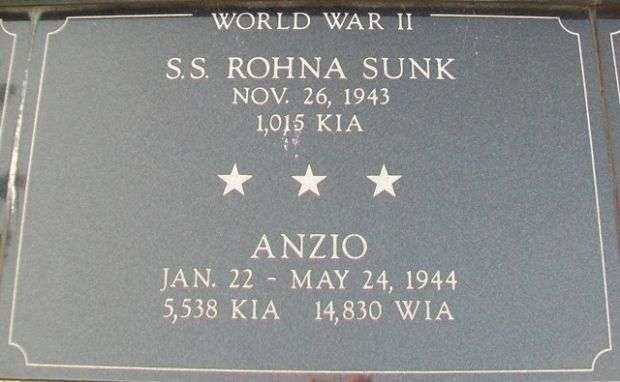 WORLD WAR II
S.S. ROHNA SUNK
NOV. 26, 1943
1,015 KIA
ANZIO
JAN. 22 - MAY 24, 1944
5,538 KIA 14,830 WIA